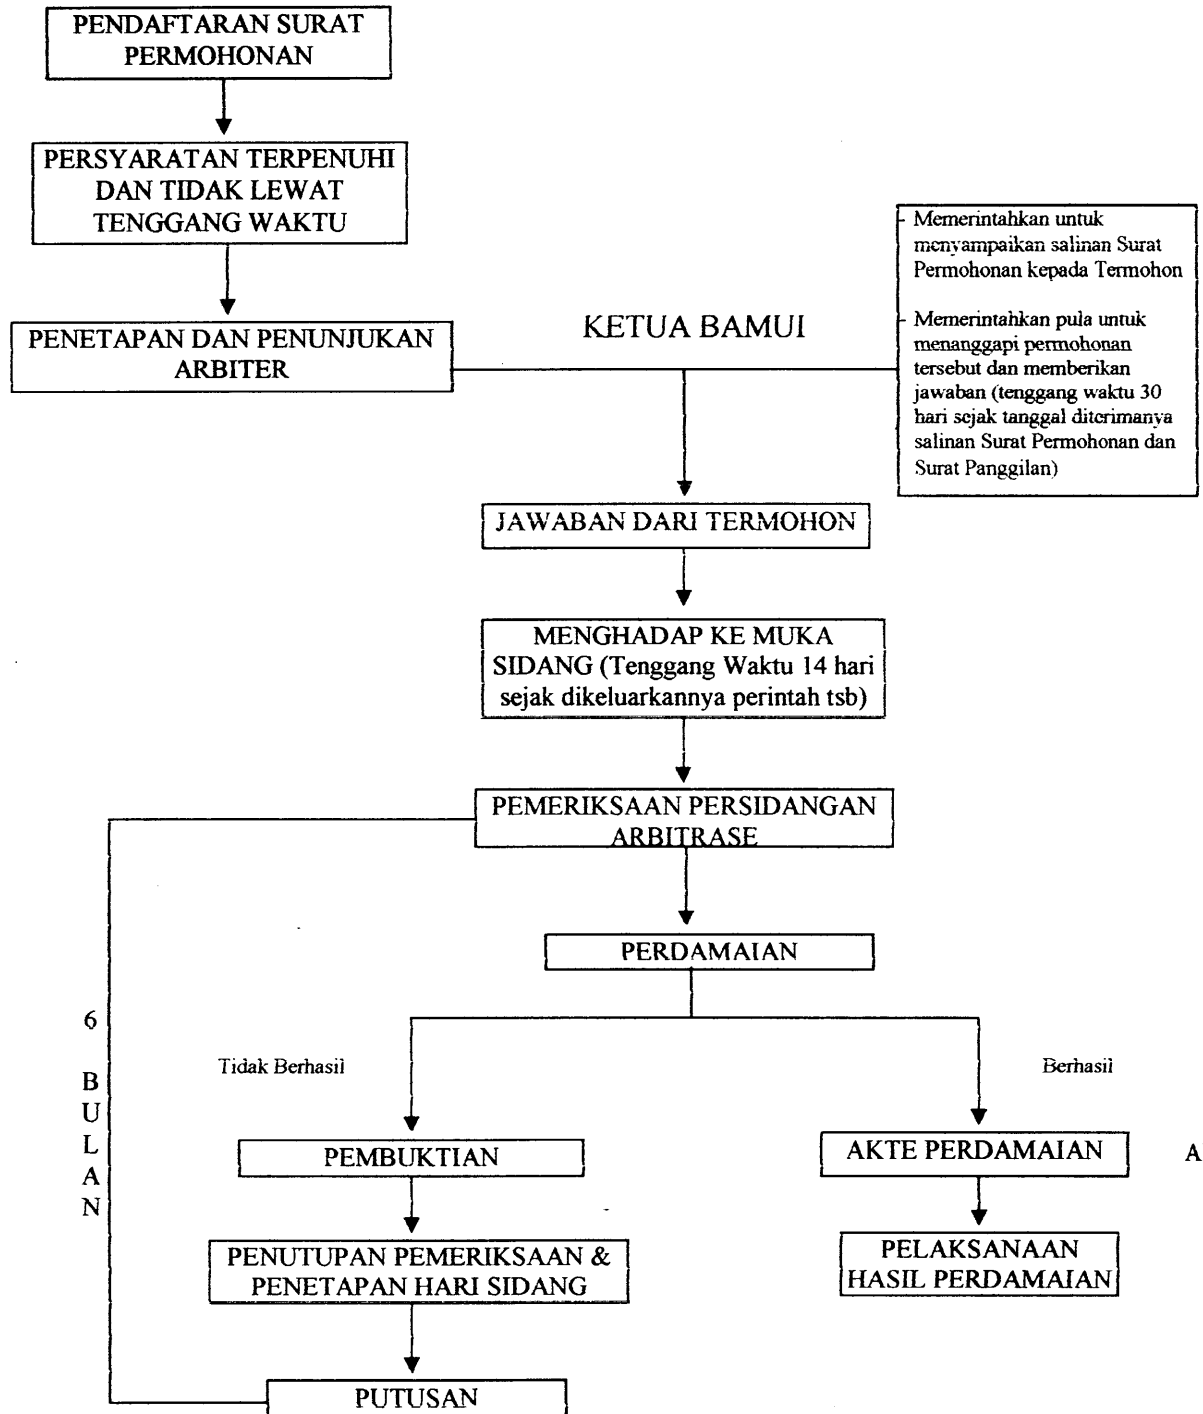 PENDAFTARAN SURAT
PERMOHONAN
PERSYARATAN TERPENUHI
DAN TIDAK LEWAT
TENGGANG WAKTU
PENETAPAN DAN PENUNJUKAN
ARBITER
KETUA BAMUI
- Memerintahkan untuk
menyampaikan salinan Surat
Permohonan kepada Termohon
- Memerintahkan pula untuk
menanggapi permohonan
tersebut dan memberikan
jawaban (tenggang waktu 30
hari sejak tanggal diterimanya
salinan Surat Permohonan dan
Surat Panggilan)
JAWABAN DARI TERMOHON
MENGHADAP KE MUKA
SIDANG (Tenggang Waktu 14 hari
sejak dikeluarkannya perintah tsb)
PEMERIKSAAN PERSIDANGAN
ARBITRASE
PERDAMAIAN
6
B
U
L
A
N
Tidak Berhasil
Berhasil
PEMBUKTIAN
AKTE PERDAMAIAN
A
PENUTUPAN PEMERIKSAAN &
PENETAPAN HARI SIDANG
PELAKSANAAN
HASIL PERDAMAIAN
PUTUSAN